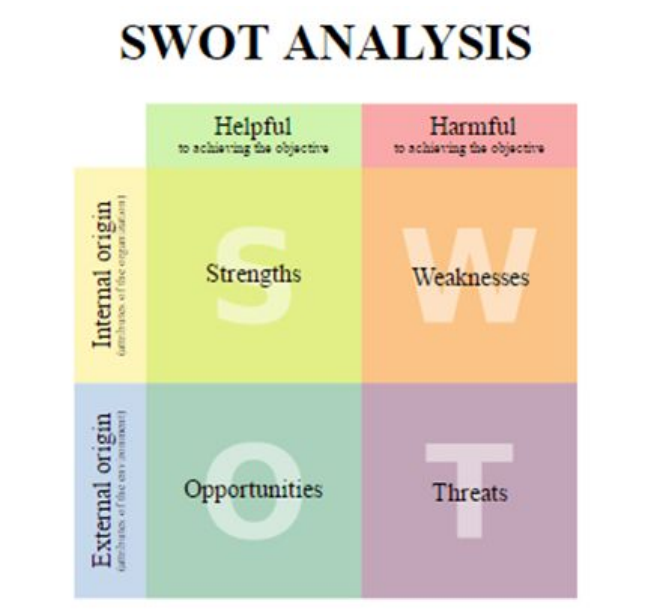 SWOT ANALYSIS
Helpful
to achieving the objective
Harmful
to achieving the objective
Internal origin
(attributes of the organization)
S
Strengths
W
Weaknesses
External origin
(attributes of the environment)
O
Opportunities
T
Threats